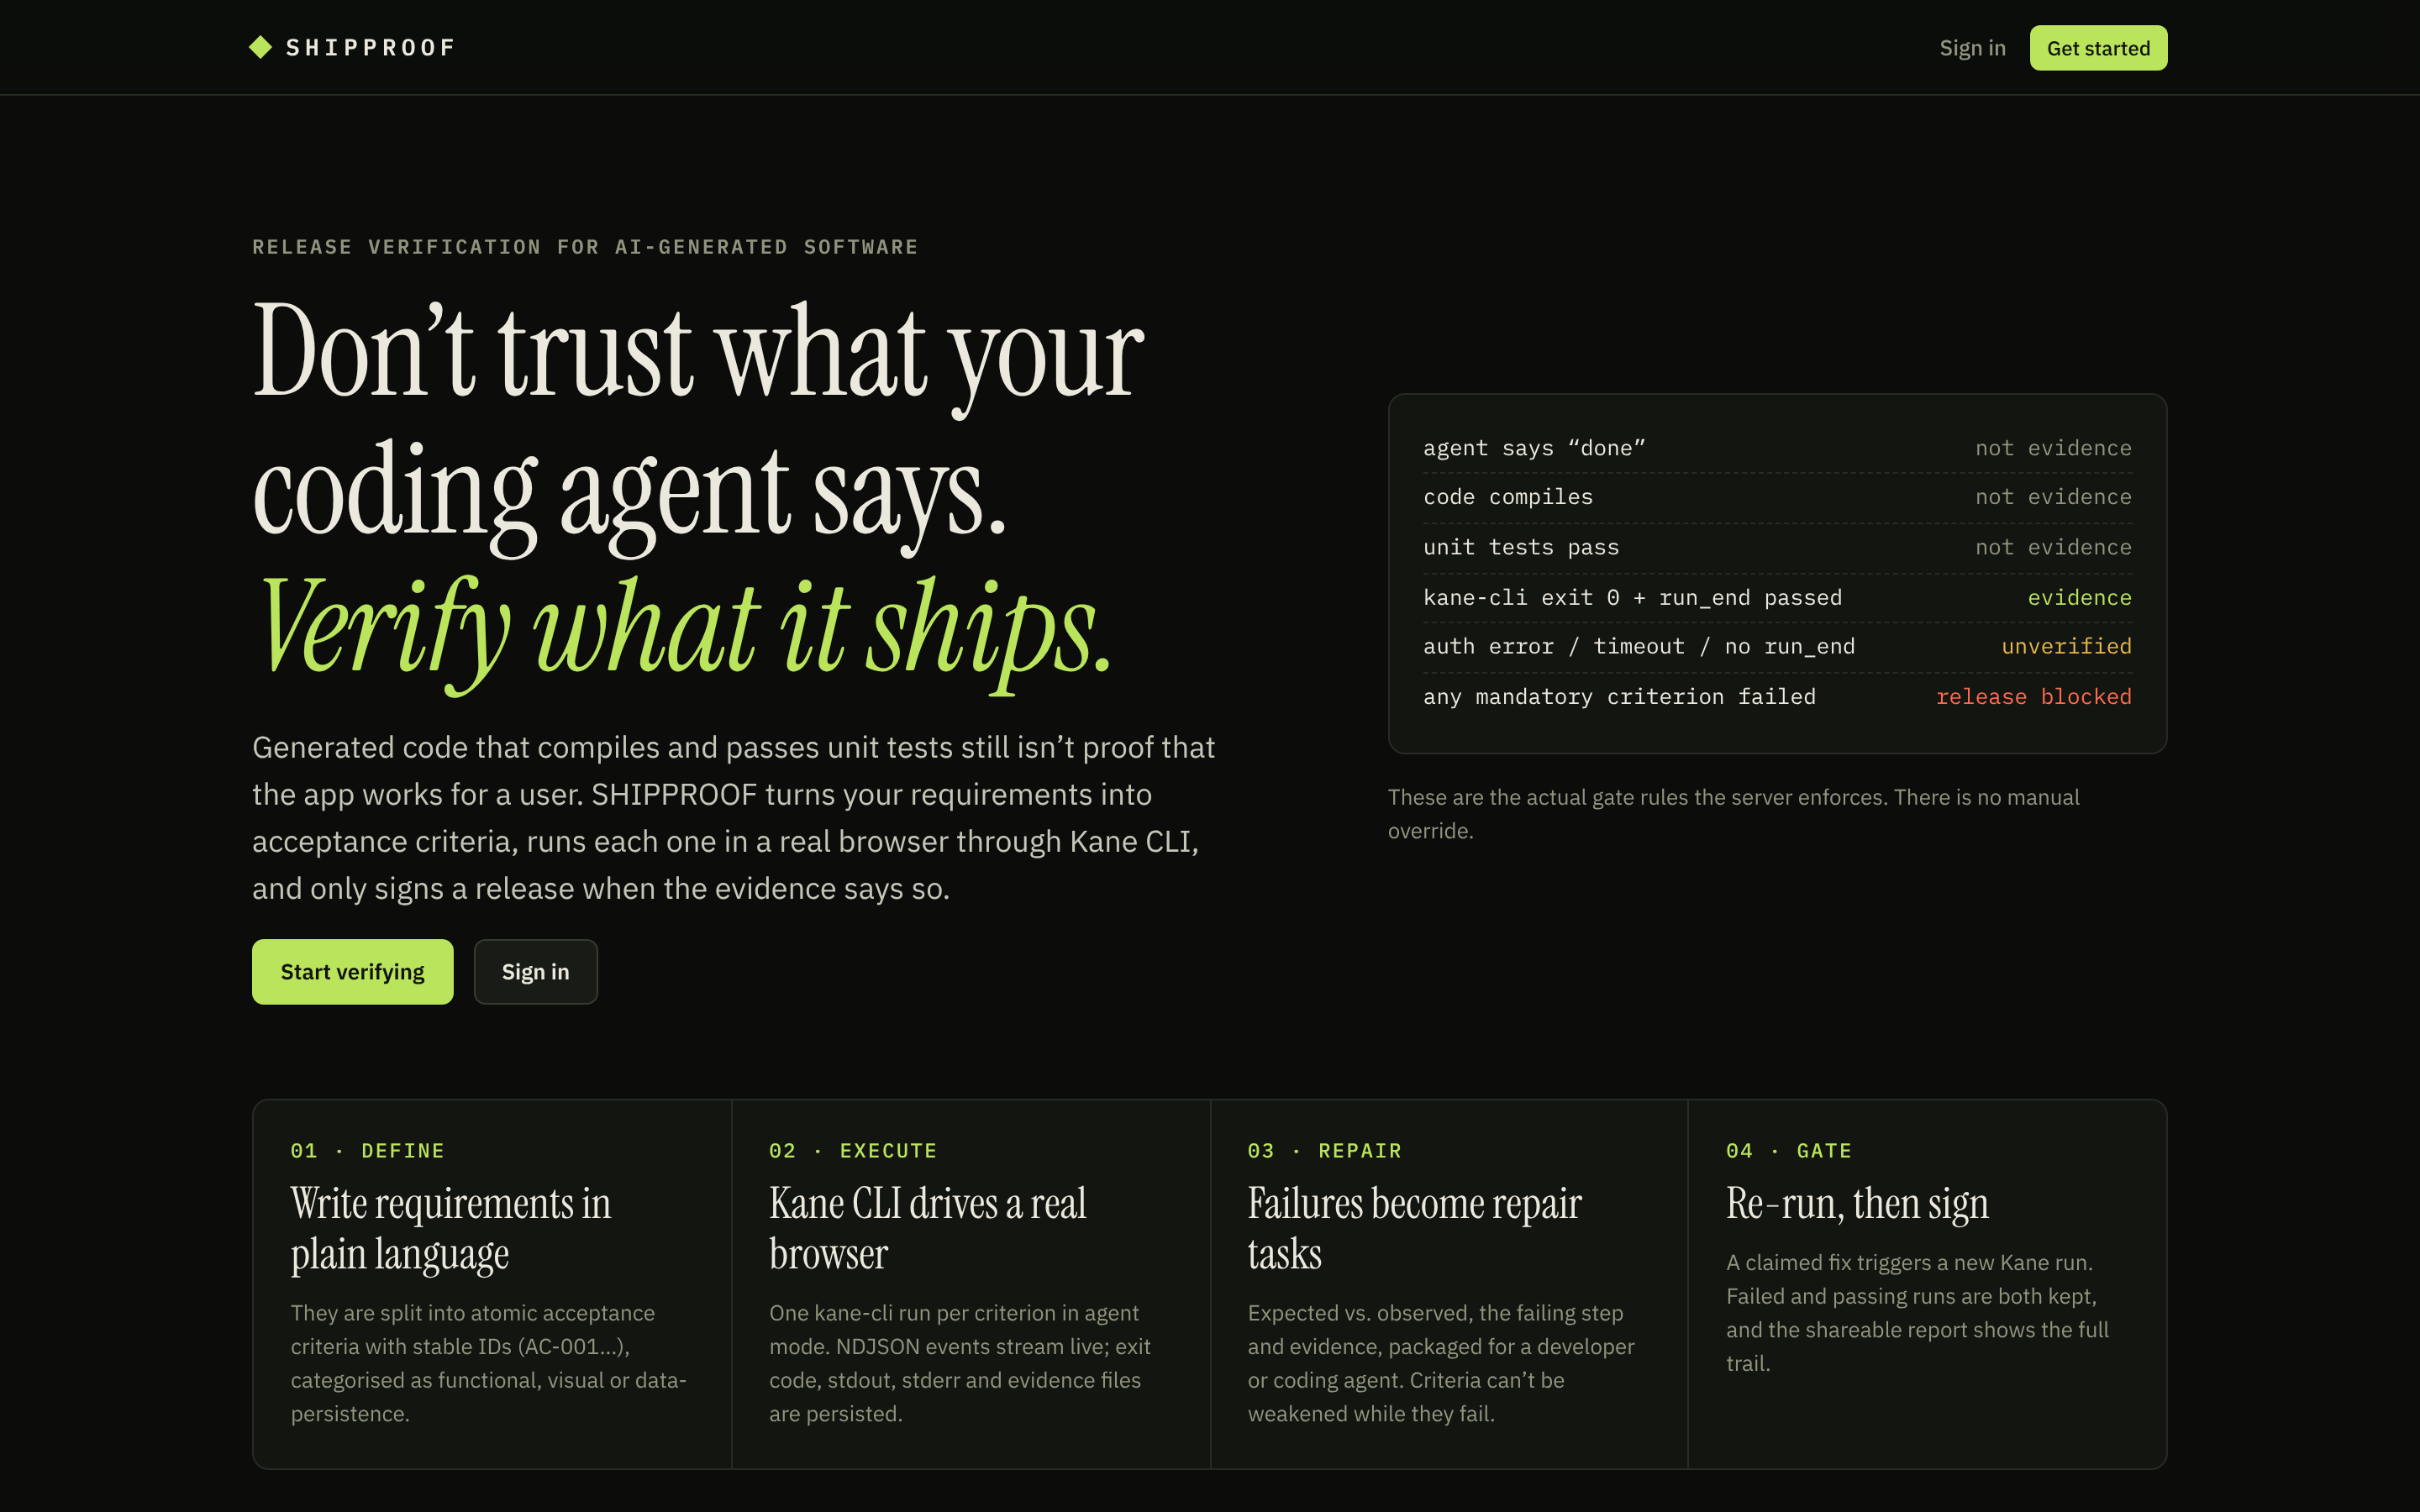 SHIPPROOF
Sign in
Get started
RELEASE VERIFICATION FOR AI-GENERATED SOFTWARE
Don’t trust what your
coding agent says.
Verify what it ships.
Generated code that compiles and passes unit tests still isn’t proof that
the app works for a user. SHIPPROOF turns your requirements into
acceptance criteria, runs each one in a real browser through Kane CLI,
and only signs a release when the evidence says so.
Start verifying
Sign in
agent says “done” not evidence
code compiles not evidence
unit tests pass not evidence
kane-cli exit 0 + run_end passed evidence
auth error / timeout / no run_end unverified
any mandatory criterion failed release blocked
These are the actual gate rules the server enforces. There is no manual
override.
01 · DEFINE
Write requirements in
plain language
They are split into atomic acceptance
criteria with stable IDs (AC-001…),
categorised as functional, visual or data-
persistence.
02 · EXECUTE
Kane CLI drives a real
browser
One kane-cli run per criterion in agent
mode. NDJSON events stream live; exit
code, stdout, stderr and evidence files
are persisted.
03 · REPAIR
Failures become repair
tasks
Expected vs. observed, the failing step
and evidence, packaged for a developer
or coding agent. Criteria can’t be
weakened while they fail.
04 · GATE
Re-run, then sign
A claimed fix triggers a new Kane run.
Failed and passing runs are both kept,
and the shareable report shows the full
trail.